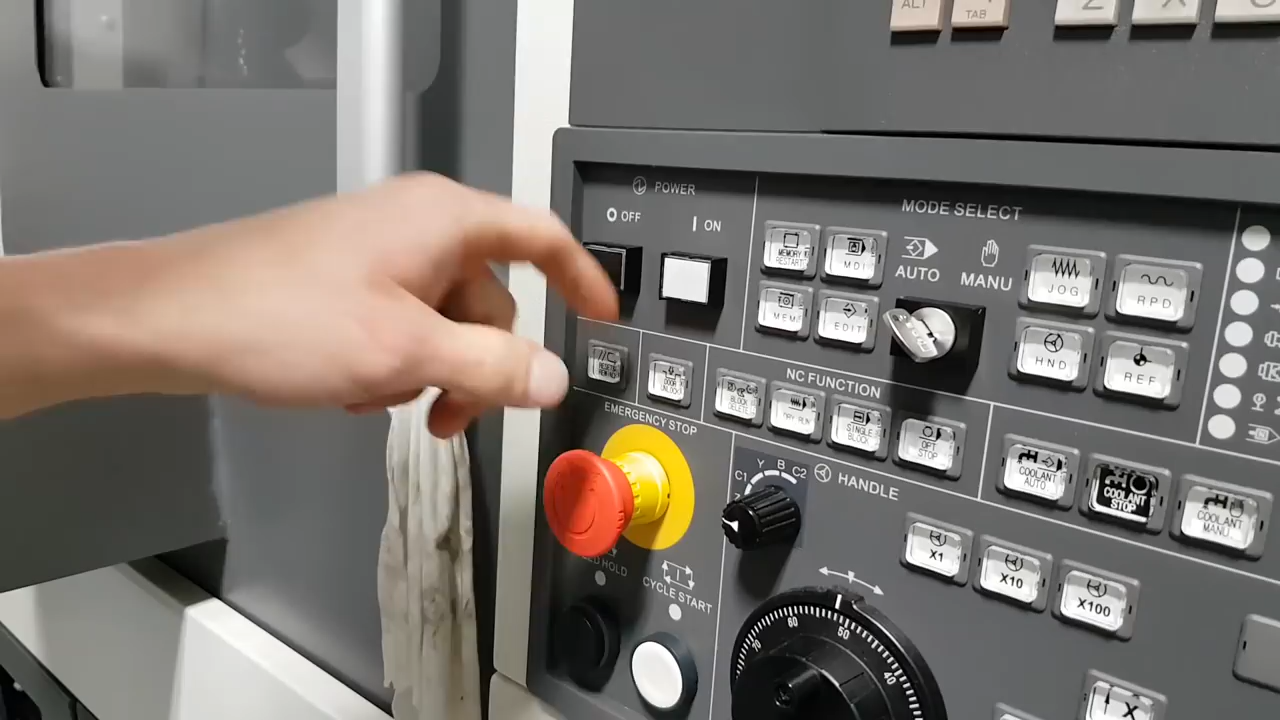 ALT
TAB
Z
X
POWER
OFF
ON
MODE SELECT
MEMORY
RESTART
MDI
AUTO
MANU
JOG
RPD
MEM
EDIT
HND
REF
NC FUNCTION
DOOR
UNLOCK
BLOCK
DELETE
DRY RUN
SINGLE
BLOCK
OPT
STOP
EMERGENCY STOP
COOLANT
AUTO
COOLANT
STOP
COOLANT
MANU
C1 Y B C2
HANDLE
X1
X10
X100
HOLD
CYCLE START
70 60 50 40
X